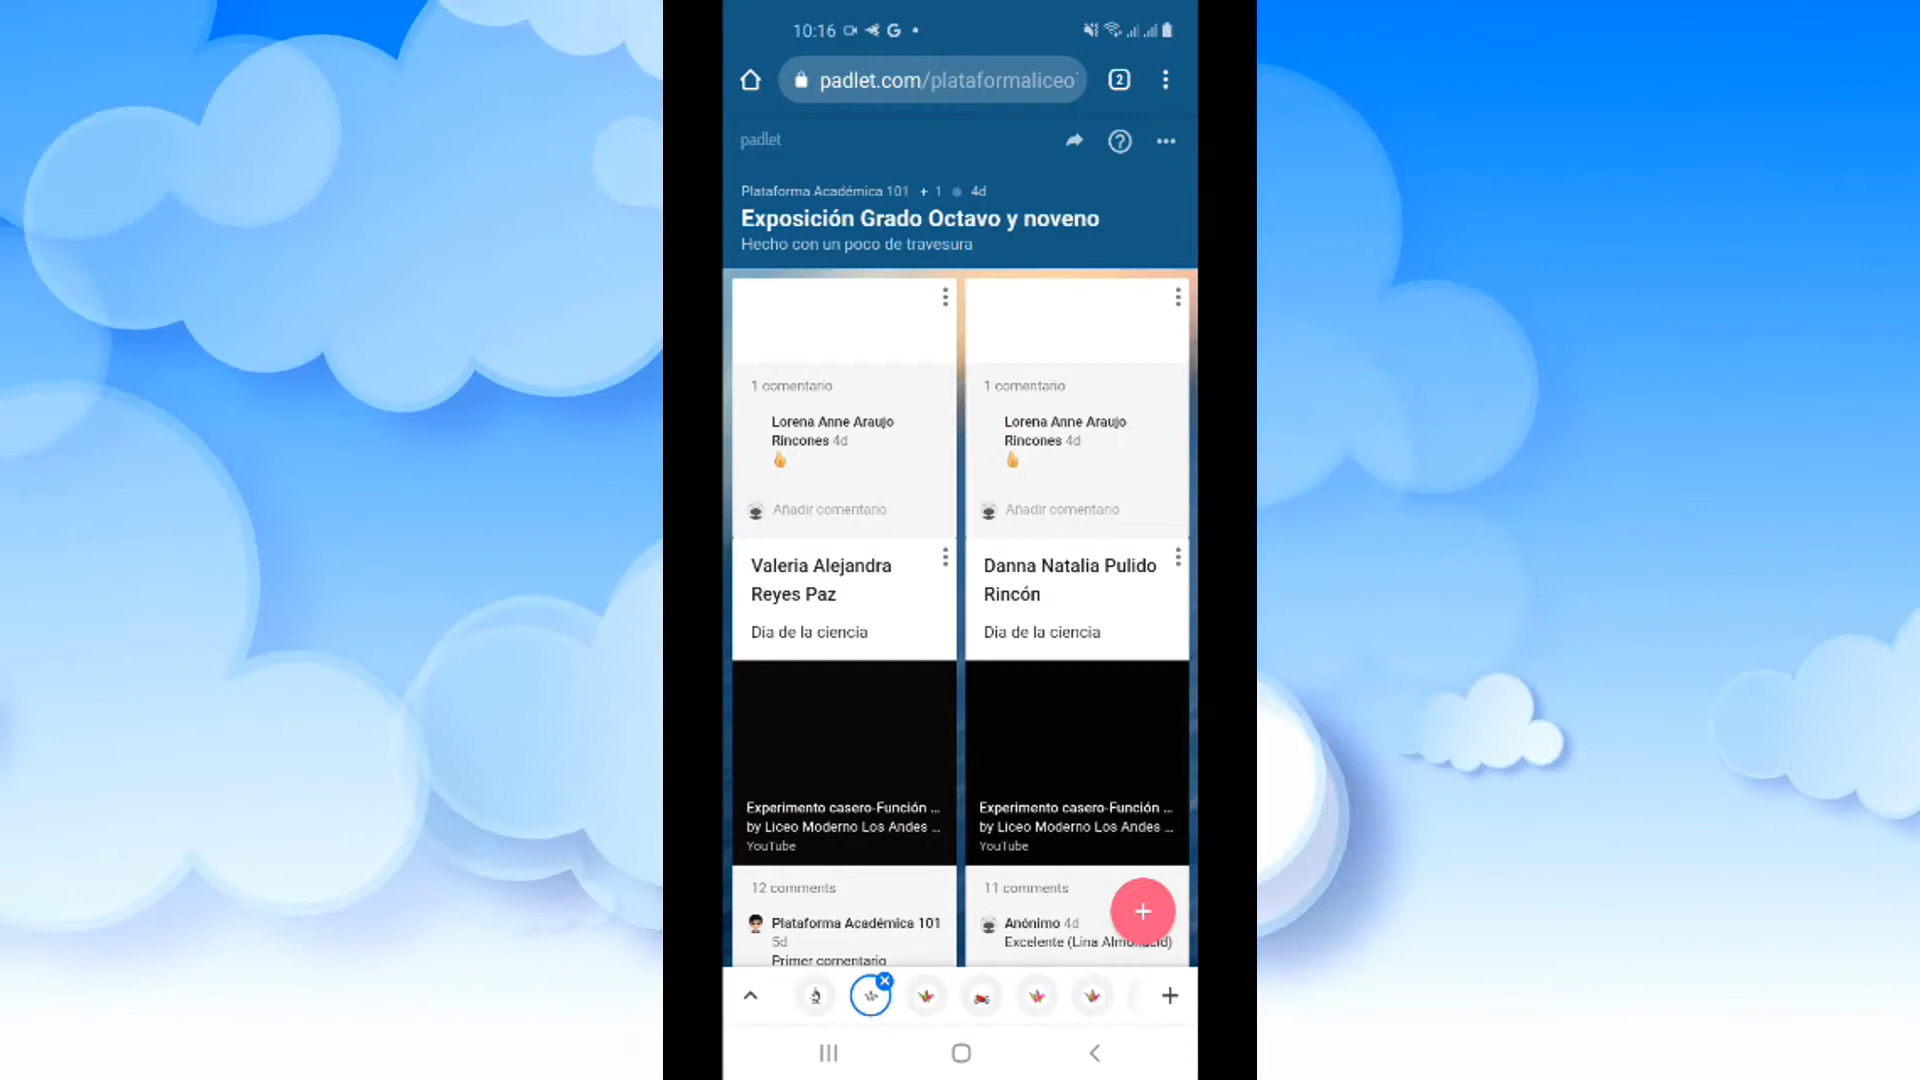 10:16
padlet.com/plataformaliceo
2
padlet
Plataforma Académica 101 + 1 4d
Exposición Grado Octavo y noveno
Hecho con un poco de travesura
1 comentario
Lorena Anne Araujo
Rincones 4d
Añadir comentario
Valeria Alejandra
Reyes Paz
Dia de la ciencia
Experimento casero-Función ...
by Liceo Moderno Los Andes ...
YouTube
12 comments
Plataforma Académica 101
5d
Primer comentario
1 comentario
Lorena Anne Araujo
Rincones 4d
Añadir comentario
Danna Natalia Pulido
Rincón
Dia de la ciencia
Experimento casero-Función ...
by Liceo Moderno Los Andes ...
YouTube
11 comments
Anónimo 4d
Excelente (Lina